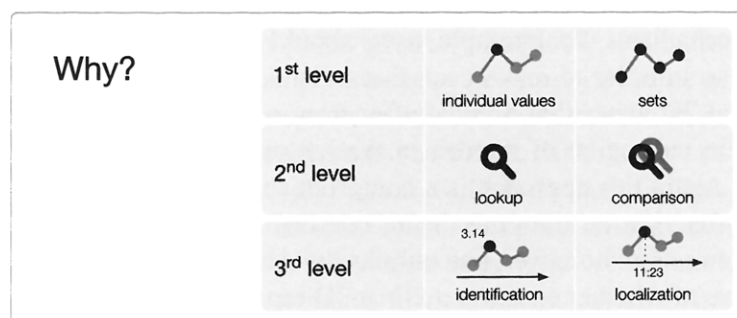 Why?
1st level
individual values
sets
2nd level
lookup
comparison
3.14
3rd level
11:23
identification
localization